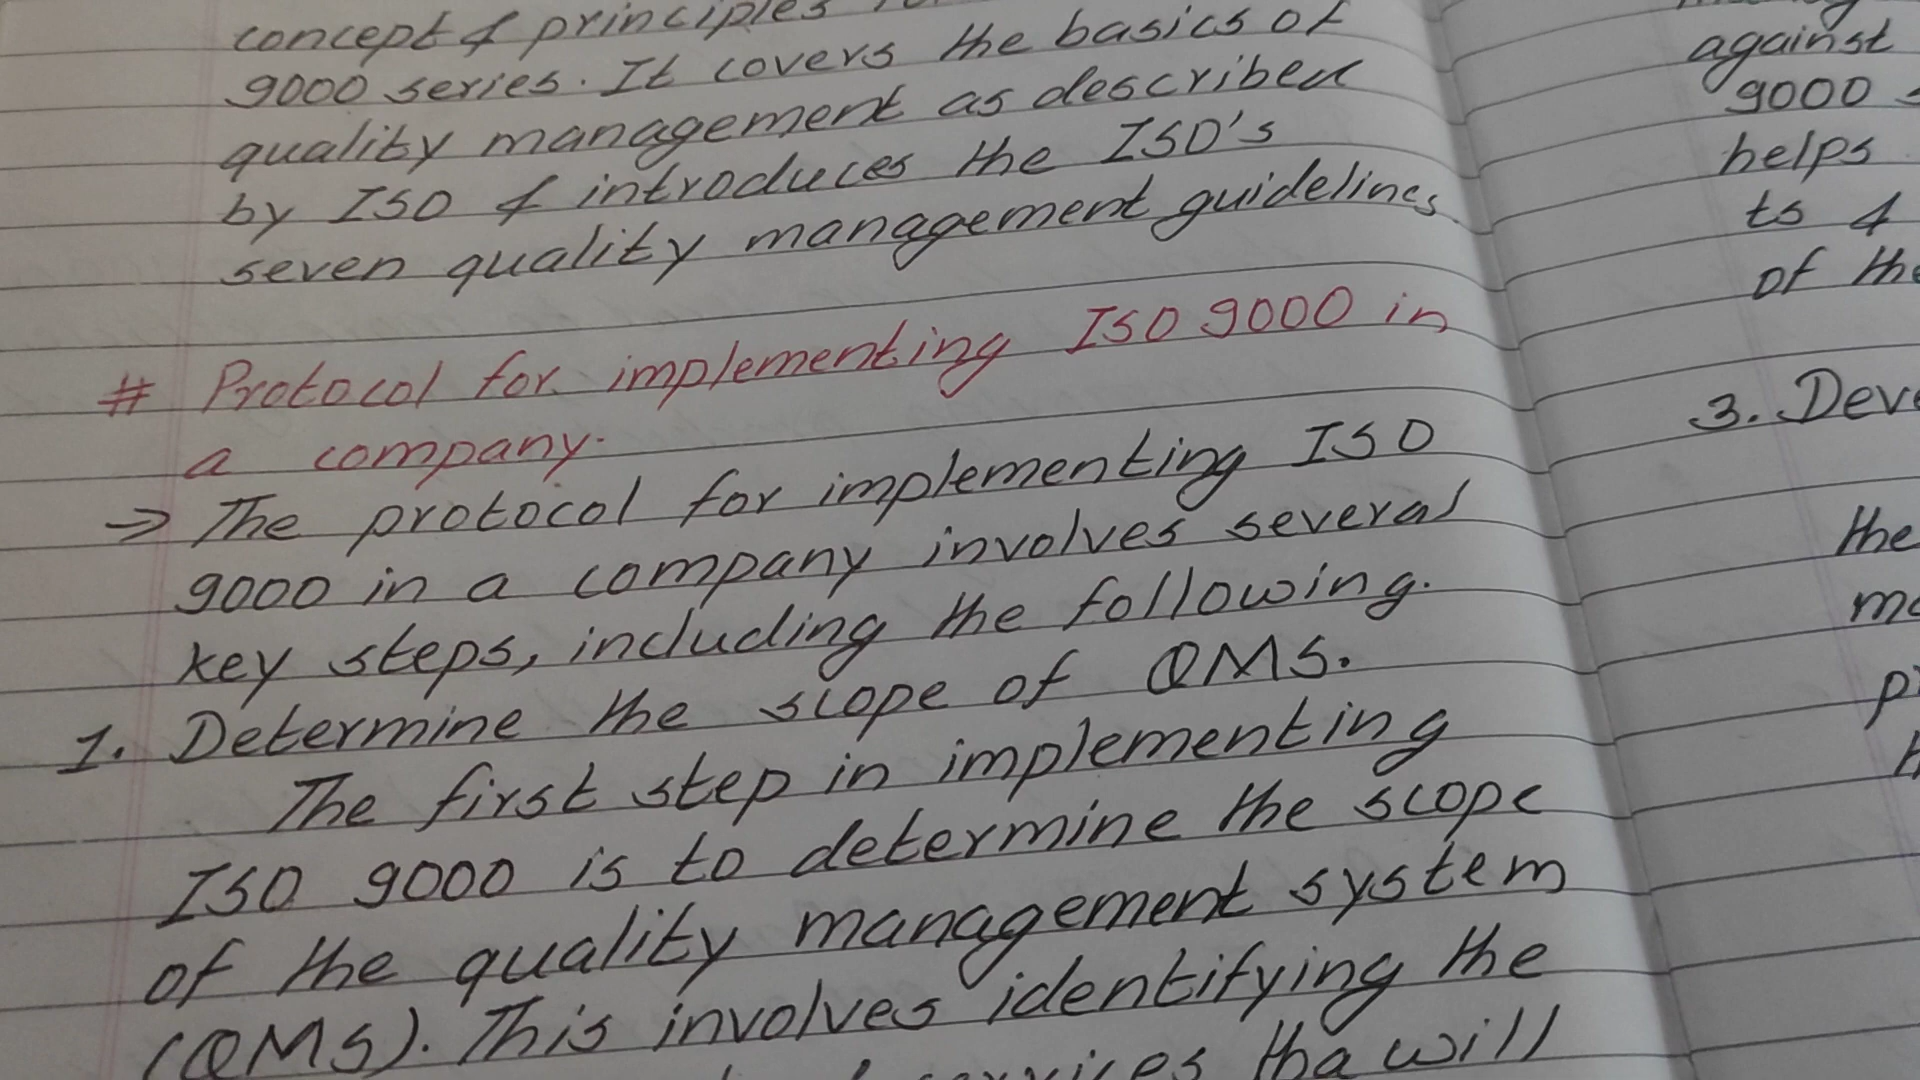 concept & principles
9000 series. It covers the basics of
quality management as described
by ISO & introduces the ISO's
seven quality management guidelines.
# Protocol for implementing ISO 9000 in
a company.
⇒ The protocol for implementing ISO
9000 in a company involves several
key steps, including the following.
1. Determine the scope of QMS.
The first step in implementing
ISO 9000 is to determine the scope
of the quality management system
(QMS). This involves identifying the
services tha will
against
9000
helps
ts &
of the
3. Deve
the